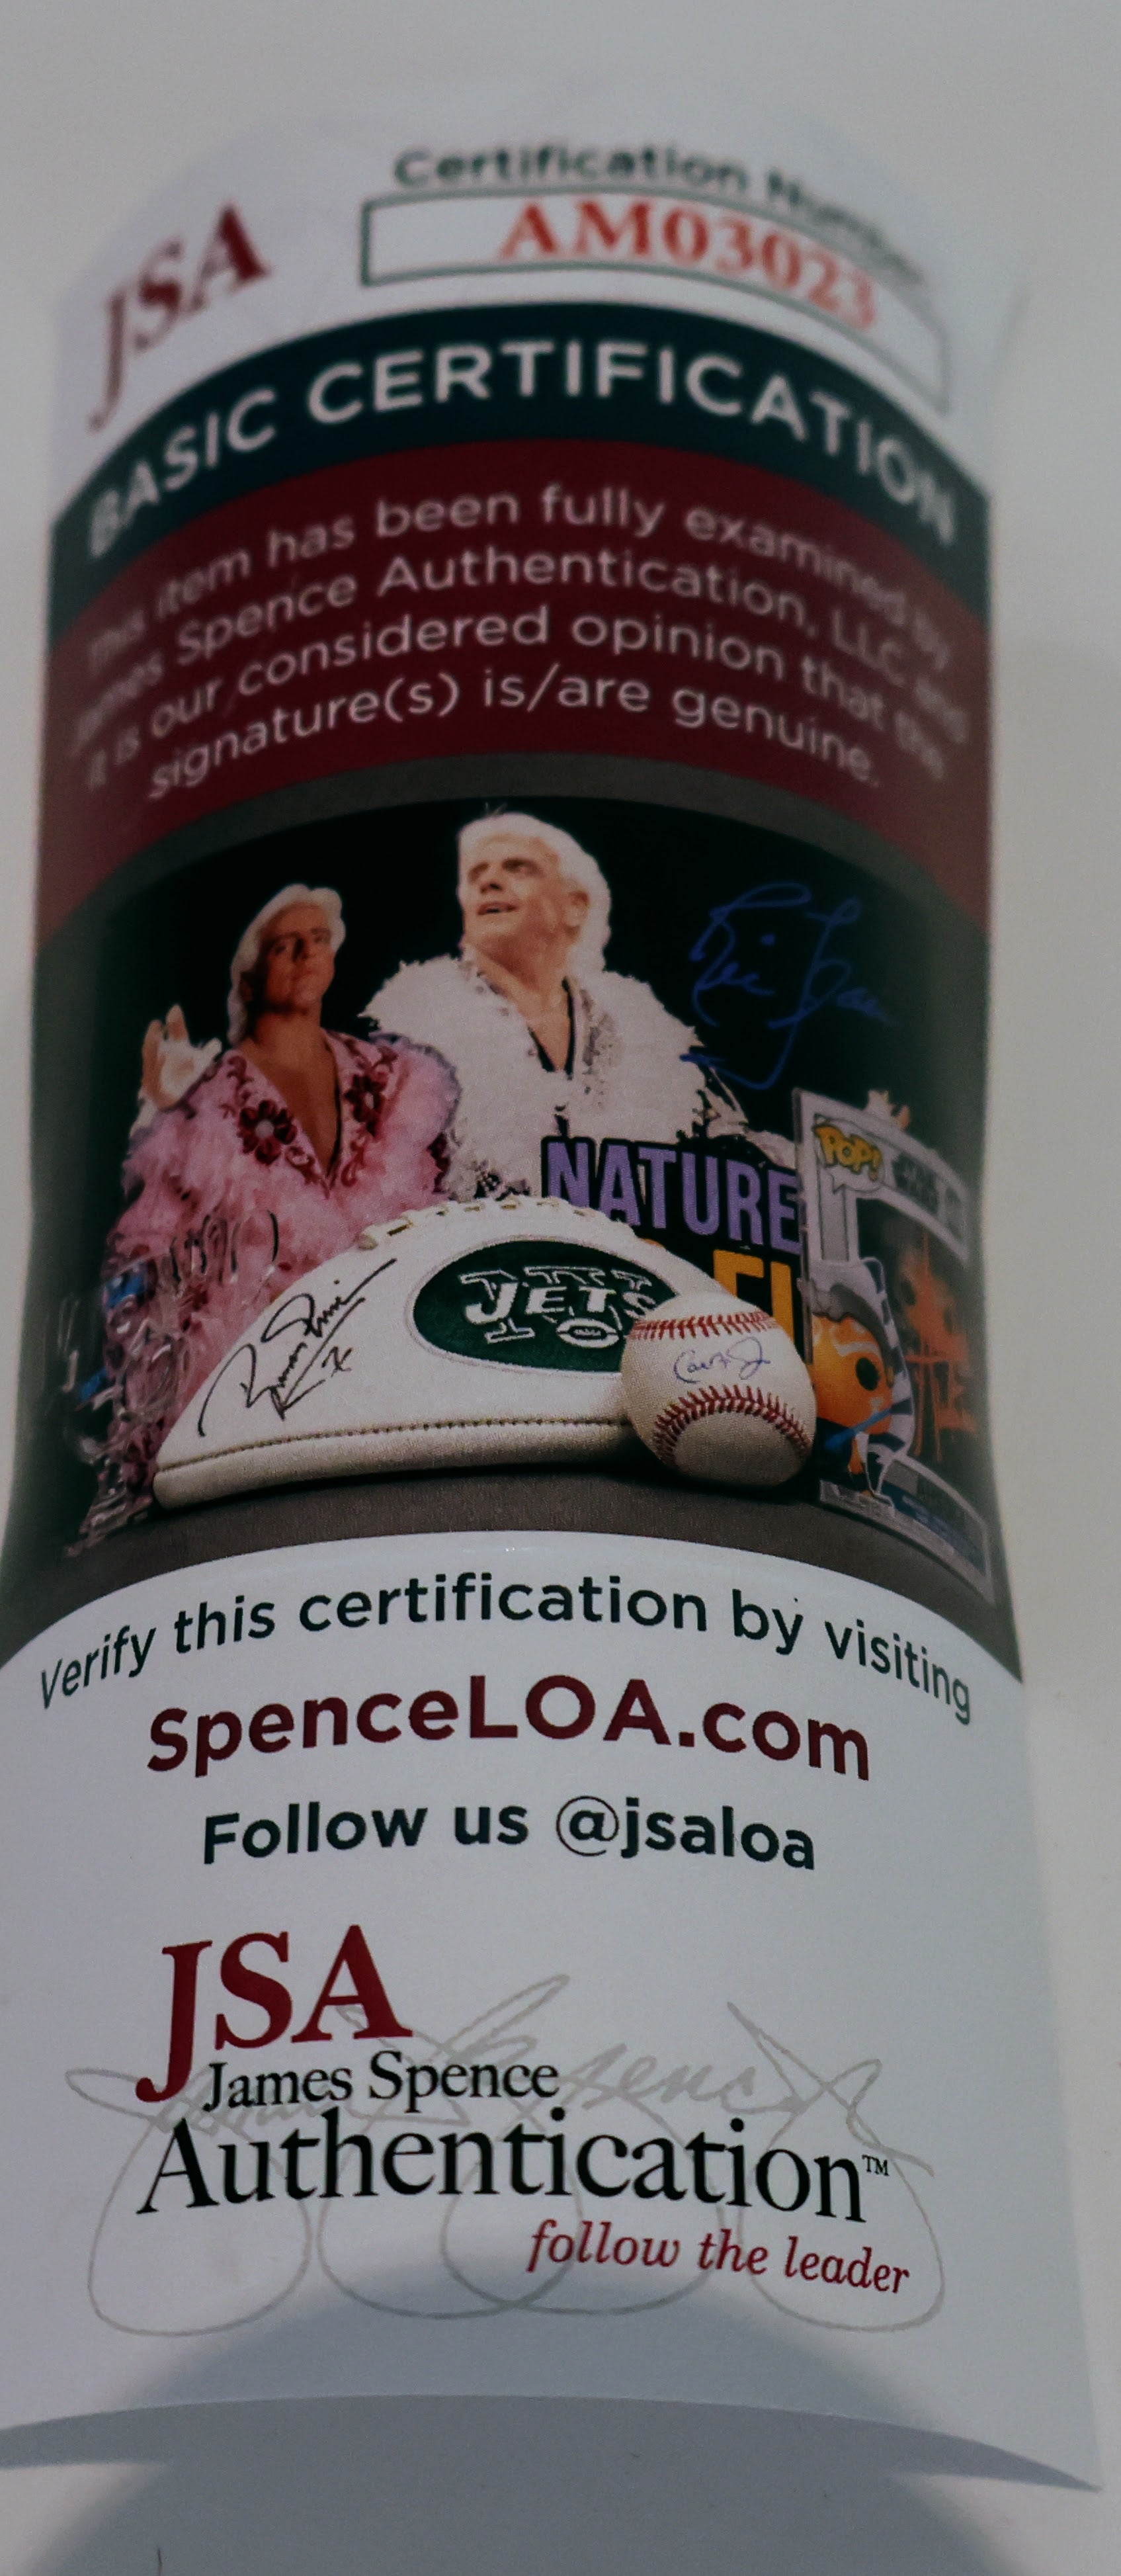 JSA
Certification Number
AM03023
BASIC CERTIFICATION
This item has been fully examined by
James Spence Authentication, LLC and
it is our considered opinion that the
signature(s) is/are genuine.
NATURE
POP!
JETS
Verify this certification by visiting
SpenceLOA.com
Follow us @jsaloa
JSA
James Spence
Authentication™
follow the leader